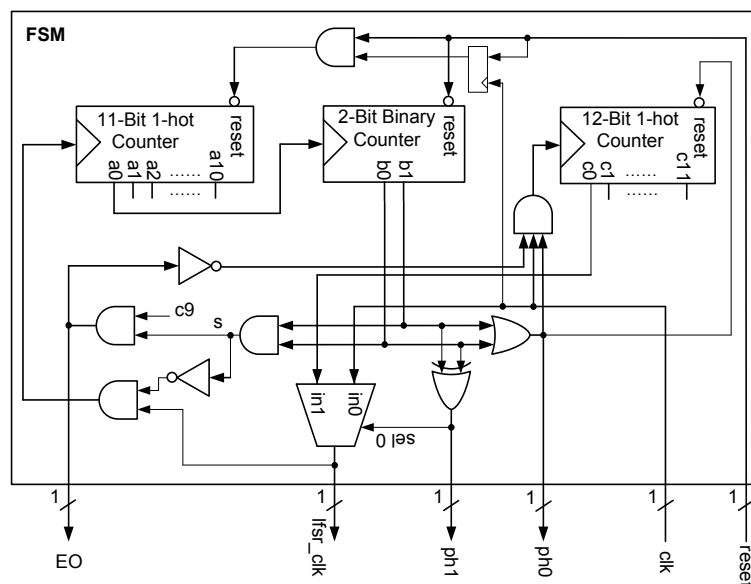 FSM
11-Bit 1-hot
Counter
reset
a0
a1
a2
......
......
a10
2-Bit Binary
Counter
reset
b0
b1
12-Bit 1-hot
Counter
reset
c0
c1
......
......
c11
c9
s
in1
in0
sel 0
1
1
1
1
1
1
EO
lfsr_clk
ph1
ph0
clk
reset